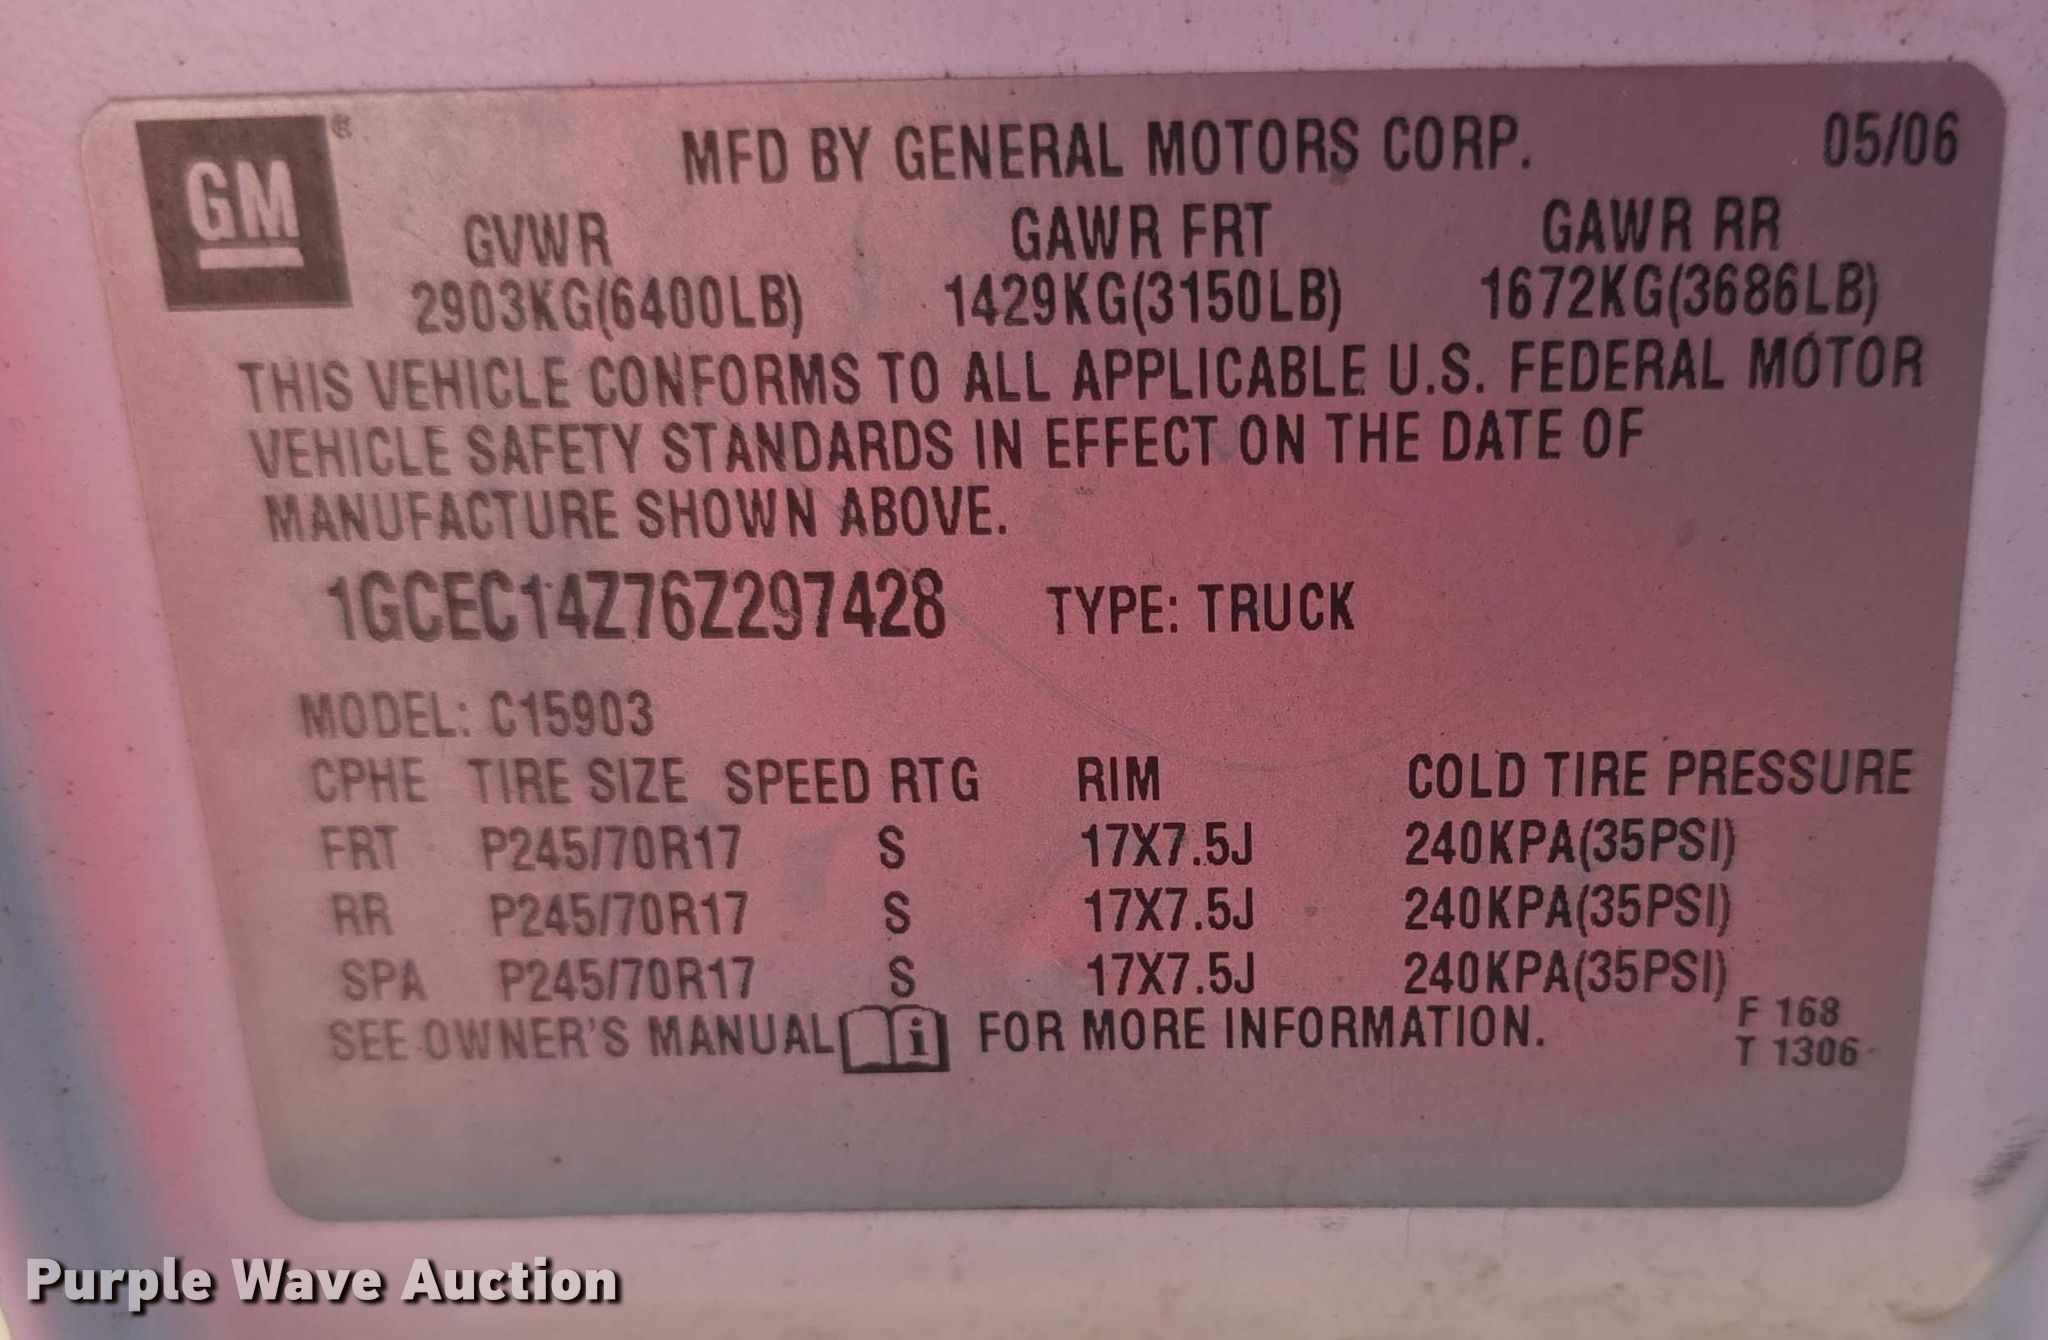 GM ®
MFD BY GENERAL MOTORS CORP. 05/06
GVWR GAWR FRT GAWR RR
2903KG(6400LB) 1429KG(3150LB) 1672KG(3686LB)
THIS VEHICLE CONFORMS TO ALL APPLICABLE U.S. FEDERAL MOTOR
VEHICLE SAFETY STANDARDS IN EFFECT ON THE DATE OF
MANUFACTURE SHOWN ABOVE.
1GCEC14Z76Z297428 TYPE: TRUCK
MODEL: C15903
CPHE TIRE SIZE SPEED RTG RIM COLD TIRE PRESSURE
FRT P245/70R17 S 17X7.5J 240KPA(35PSI)
RR P245/70R17 S 17X7.5J 240KPA(35PSI)
SPA P245/70R17 S 17X7.5J 240KPA(35PSI)
SEE OWNER'S MANUAL i FOR MORE INFORMATION.
F 168
T 1306
Purple Wave Auction